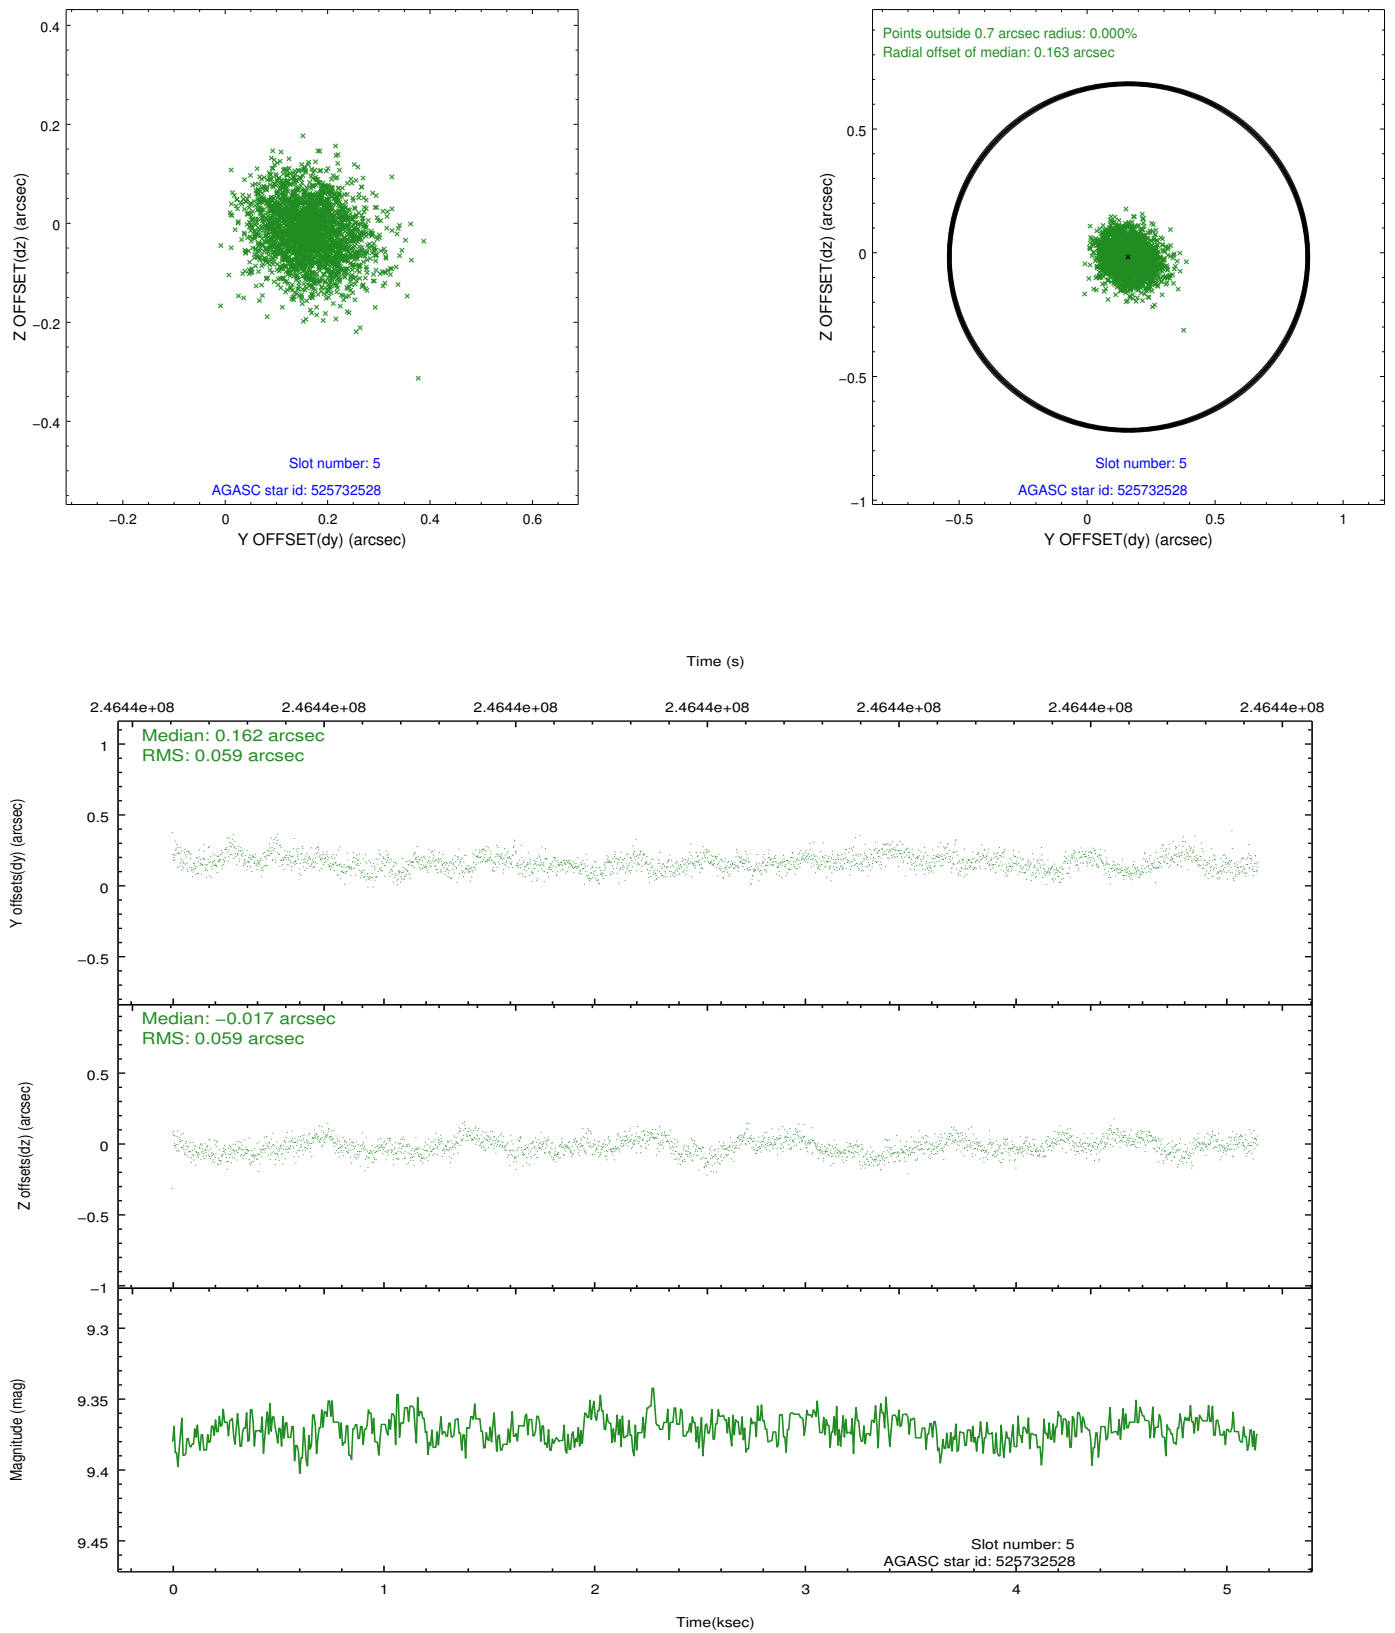 0.4
0.2
0
−0.2
−0.4
Z OFFSET(dz) (arcsec)
Slot number: 5
AGASC star id: 525732528
−0.2 0 0.2 0.4 0.6
Y OFFSET(dy) (arcsec)
Points outside 0.7 arcsec radius: 0.000%
Radial offset of median: 0.163 arcsec
0.5
0
−0.5
−1
Z OFFSET(dz) (arcsec)
Slot number: 5
AGASC star id: 525732528
−0.5 0 0.5 1
Y OFFSET(dy) (arcsec)
Time (s)
2.4644e+08 2.4644e+08 2.4644e+08 2.4644e+08 2.4644e+08 2.4644e+08 2.4644e+08
Median: 0.162 arcsec
RMS: 0.059 arcsec
1
0.5
0
−0.5
Y offsets(dy) (arcsec)
Median: −0.017 arcsec
RMS: 0.059 arcsec
0.5
0
−0.5
−1
Z offsets(dz) (arcsec)
9.3
9.35
9.4
9.45
Magnitude (mag)
Slot number: 5
AGASC star id: 525732528
0 1 2 3 4 5
Time(ksec)